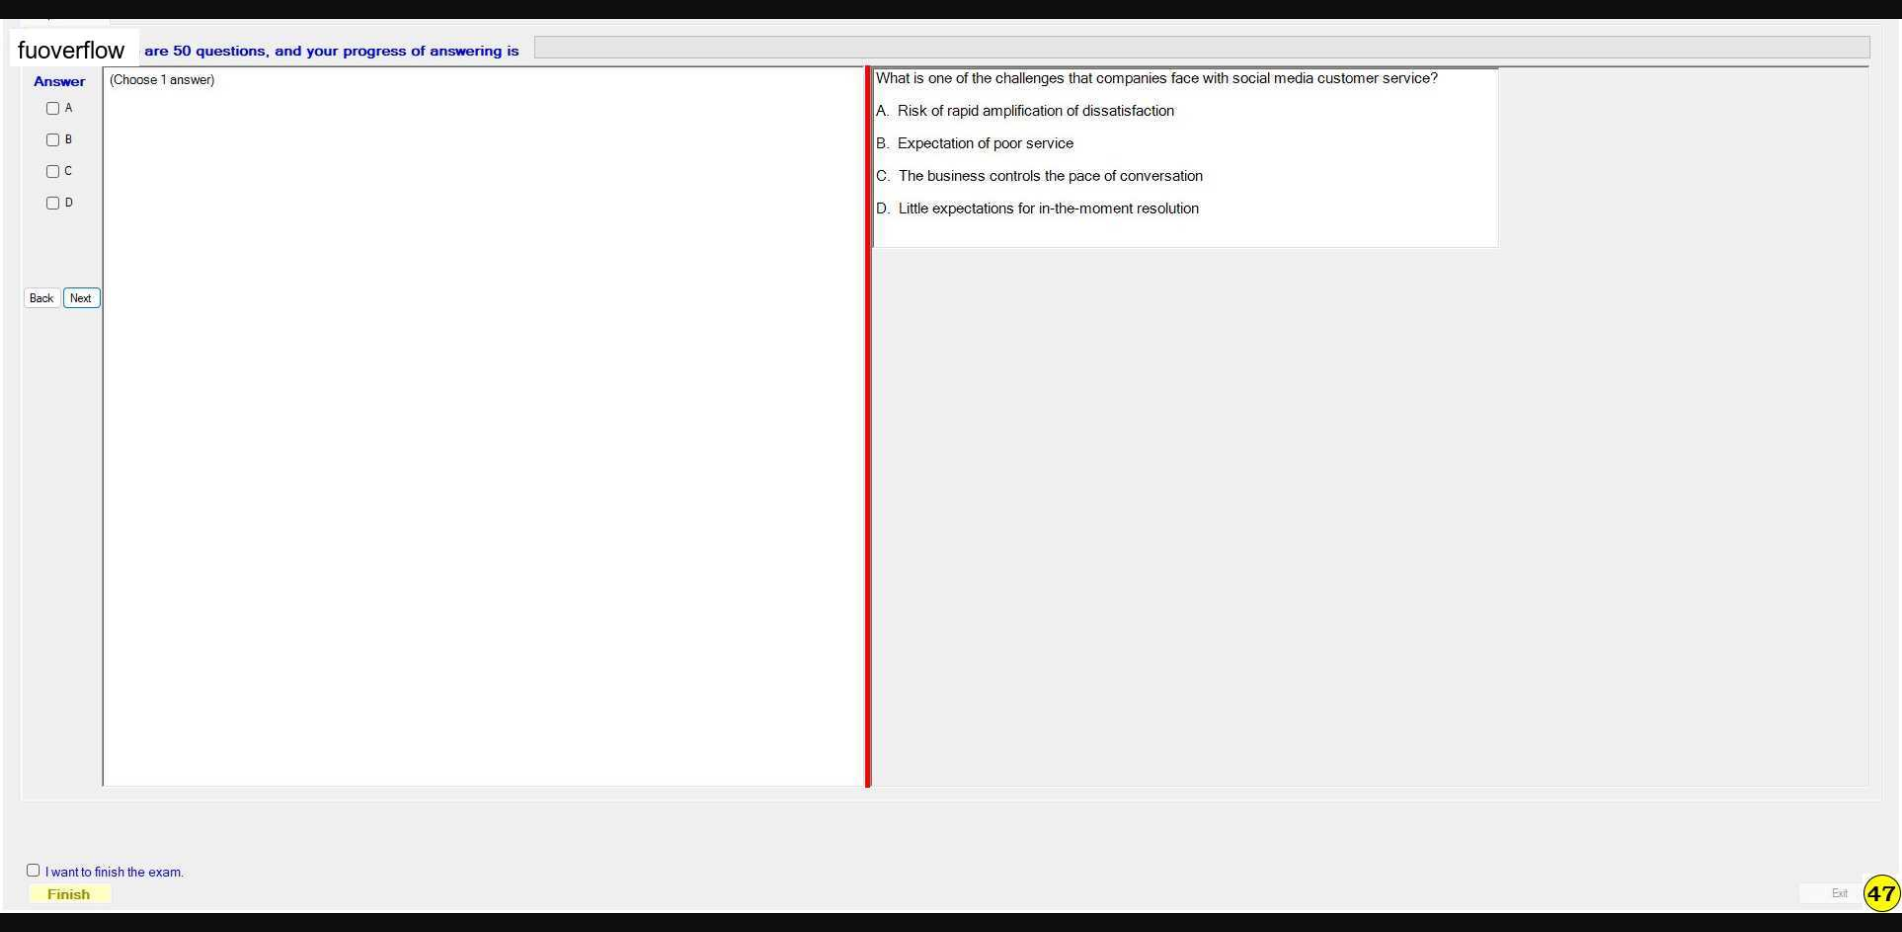 fuoverflow are 50 questions, and your progress of answering is
Answer
(Choose 1 answer)
A
B
C
D
Back Next
What is one of the challenges that companies face with social media customer service?
A. Risk of rapid amplification of dissatisfaction
B. Expectation of poor service
C. The business controls the pace of conversation
D. Little expectations for in-the-moment resolution
I want to finish the exam.
Finish
Exit
47